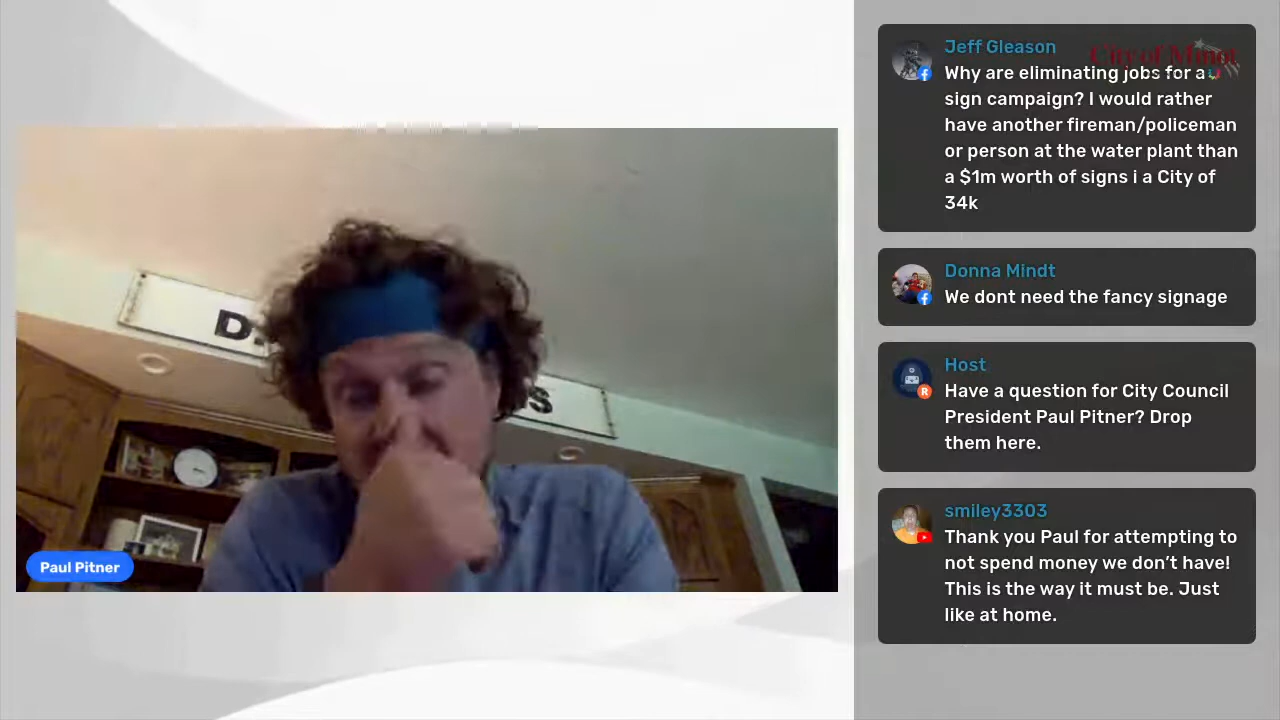 D.
S
Paul Pitner
City of Minot
Jeff Gleason
Why are eliminating jobs for a
sign campaign? I would rather
have another fireman/policeman
or person at the water plant than
a $1m worth of signs i a City of
34k
Donna Mindt
We dont need the fancy signage
Host
R
Have a question for City Council
President Paul Pitner? Drop
them here.
smiley3303
Thank you Paul for attempting to
not spend money we don’t have!
This is the way it must be. Just
like at home.